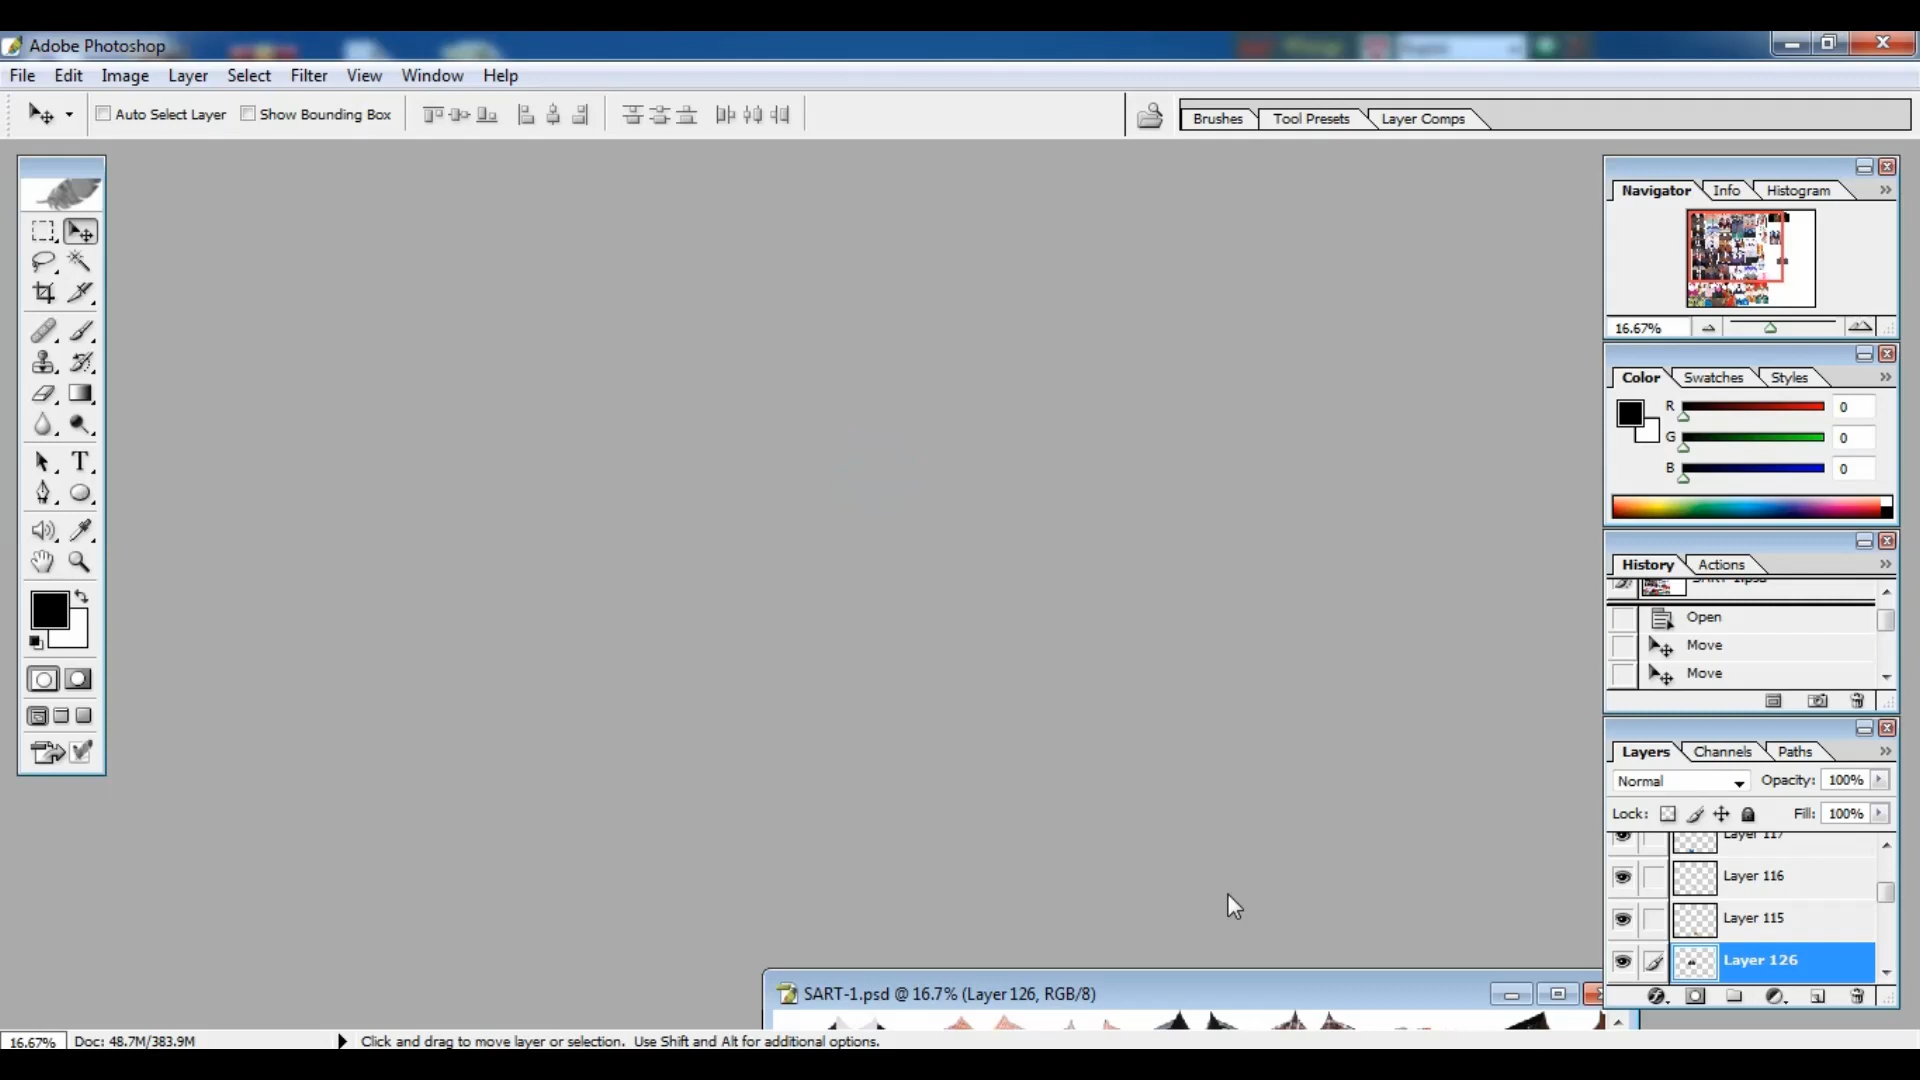 Adobe Photoshop
File Edit Image Layer Select Filter View Window Help
Auto Select Layer Show Bounding Box Brushes Tool Presets Layer Comps
Navigator Info Histogram
16.67%
Color Swatches Styles
R 0
G 0
B 0
History Actions
SART-1.psd
Open
Move
Move
Layers Channels Paths
Normal Opacity: 100%
Lock: Fill: 100%
Layer 117
Layer 116
Layer 115
Layer 126
SART-1.psd @ 16.7% (Layer 126, RGB/8)
16.67% Doc: 48.7M/383.9M Click and drag to move layer or selection. Use Shift and Alt for additional options.